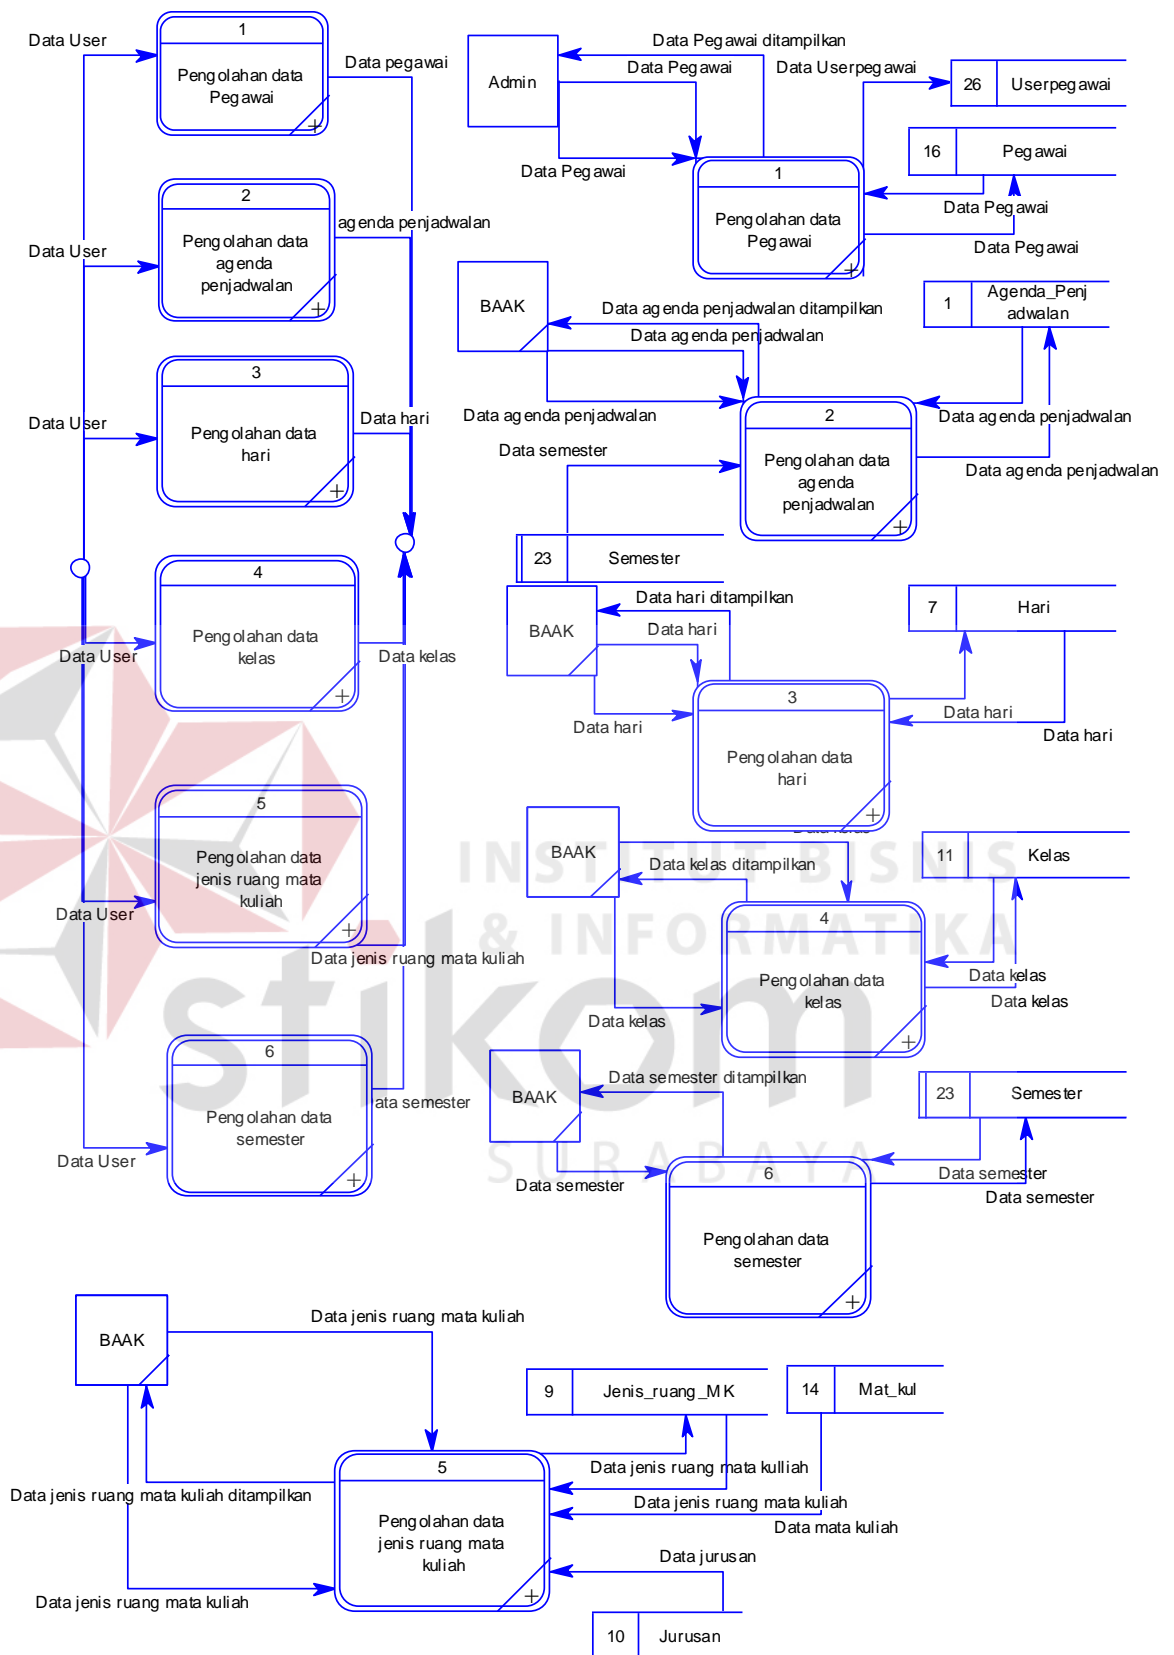 1
Data User
Pengolahan data
Pegawai
Data pegawai
2
Data User
Pengolahan data
agenda
penjadwalan
agenda penjadwalan
3
Data User
Pengolahan data
hari
Data hari
4
Pengolahan data
kelas
Data User
Data kelas
5
Pengolahan data
jenis ruang mata
kuliah
Data User
Data jenis ruang mata kuliah
6
Pengolahan data
semester
ata semester
Data User
Admin
Data Pegawai ditampilkan
Data Pegawai
Data Userpegawai
26
Userpegawai
16
Pegawai
Data Pegawai
1
Pengolahan data
Pegawai
Data Pegawai
Data Pegawai
BAAK
Data agenda penjadwalan ditampilkan
Data agenda penjadwalan
1
Agenda_Penj
adwalan
Data agenda penjadwalan
2
Pengolahan data
agenda
penjadwalan
Data agenda penjadwalan
Data agenda penjadwalan
Data semester
23
Semester
BAAK
Data hari ditampilkan
Data hari
7
Hari
3
Pengolahan data
hari
Data hari
Data hari
Data hari
BAAK
Data kelas
Data kelas ditampilkan
11
Kelas
4
Pengolahan data
kelas
Data kelas
Data kelas
Data kelas
BAAK
Data semester ditampilkan
23
Semester
6
Pengolahan data
semester
Data semester
Data semester
Data semester
BAAK
Data jenis ruang mata kuliah
9
Jenis_ruang_MK
14
Mat_kul
5
Pengolahan data
jenis ruang mata
kuliah
Data jenis ruang mata kuliah ditampilkan
Data jenis ruang mata kulliah
Data jenis ruang mata kuliah
Data mata kuliah
Data jurusan
Data jenis ruang mata kuliah
10
Jurusan
INSTITUT BISNIS
& INFORMATIKA
stikom
SURABAYA